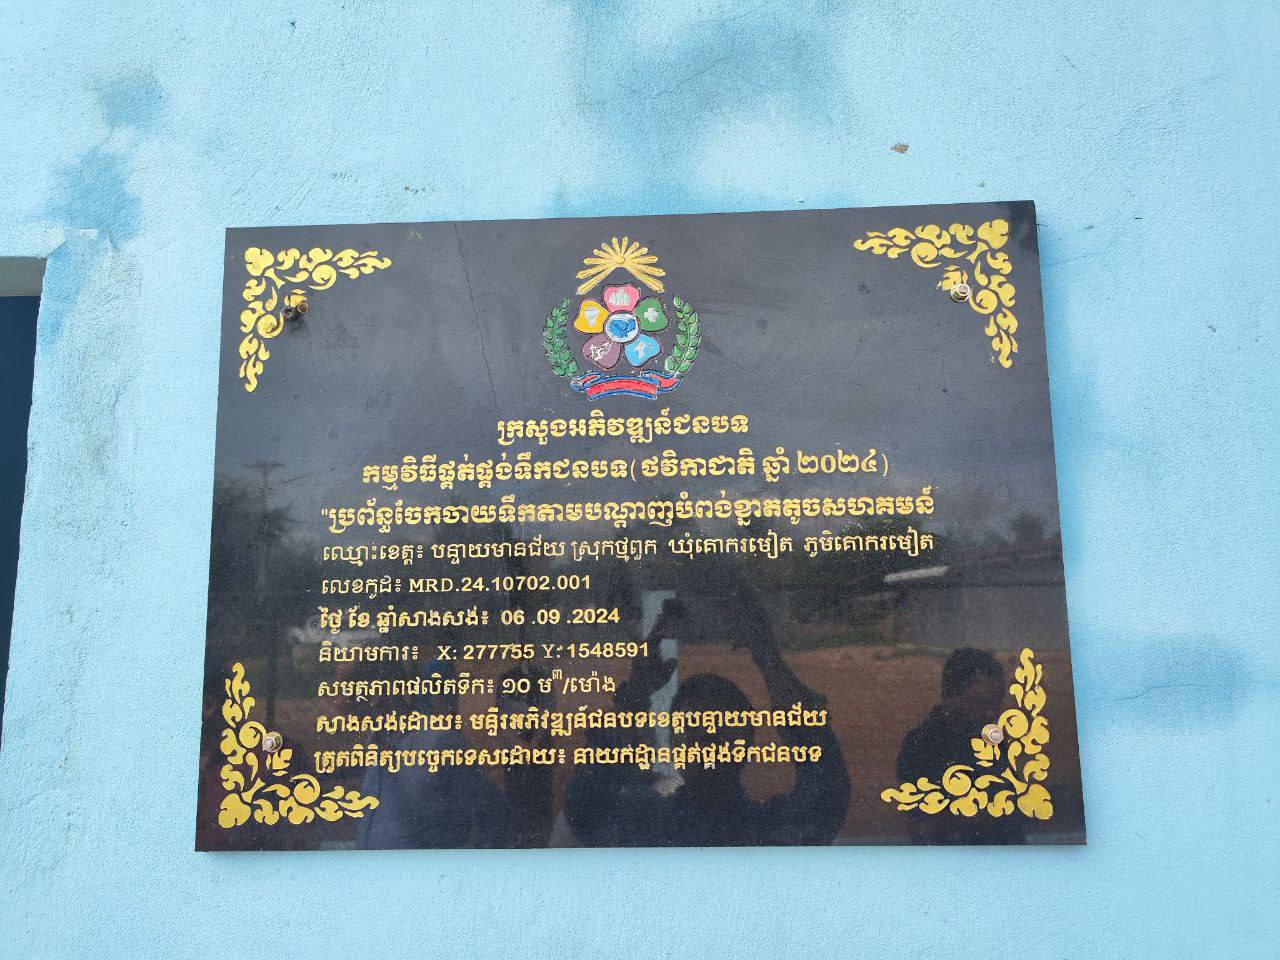 ក្រសួងអភិវឌ្ឍន៍ជនបទ
កម្មវិធីផ្គត់ផ្គង់ទឹកជនបទ(ថវិកាជាតិ ឆ្នាំ ២០២៤)
"ប្រព័ន្ធចែកចាយទឹកតាមបណ្តាញបំពង់ខ្នាតតូចសហគមន៍
ឈ្មោះខេត្ត៖ បន្ទាយមានជ័យ ស្រុកថ្មពួក ឃុំគោករមៀត ភូមិគោករមៀត
លេខកូដ៖ MRD.24.10702.001
ថ្ងៃ ខែ ឆ្នាំសាងសង់៖ 06 .09 .2024
និយាមការ៖ X: 277755 Y: 1548591
សមត្ថភាពផលិតទឹក៖ ១០ ម៣/ម៉ោង
សាងសង់ដោយ៖ មន្ទីរអភិវឌ្ឍន៍ជនបទខេត្តបន្ទាយមានជ័យ
ត្រួតពិនិត្យបច្ចេកទេសដោយ៖ នាយកដ្ឋានផ្គត់ផ្គង់ទឹកជនបទ